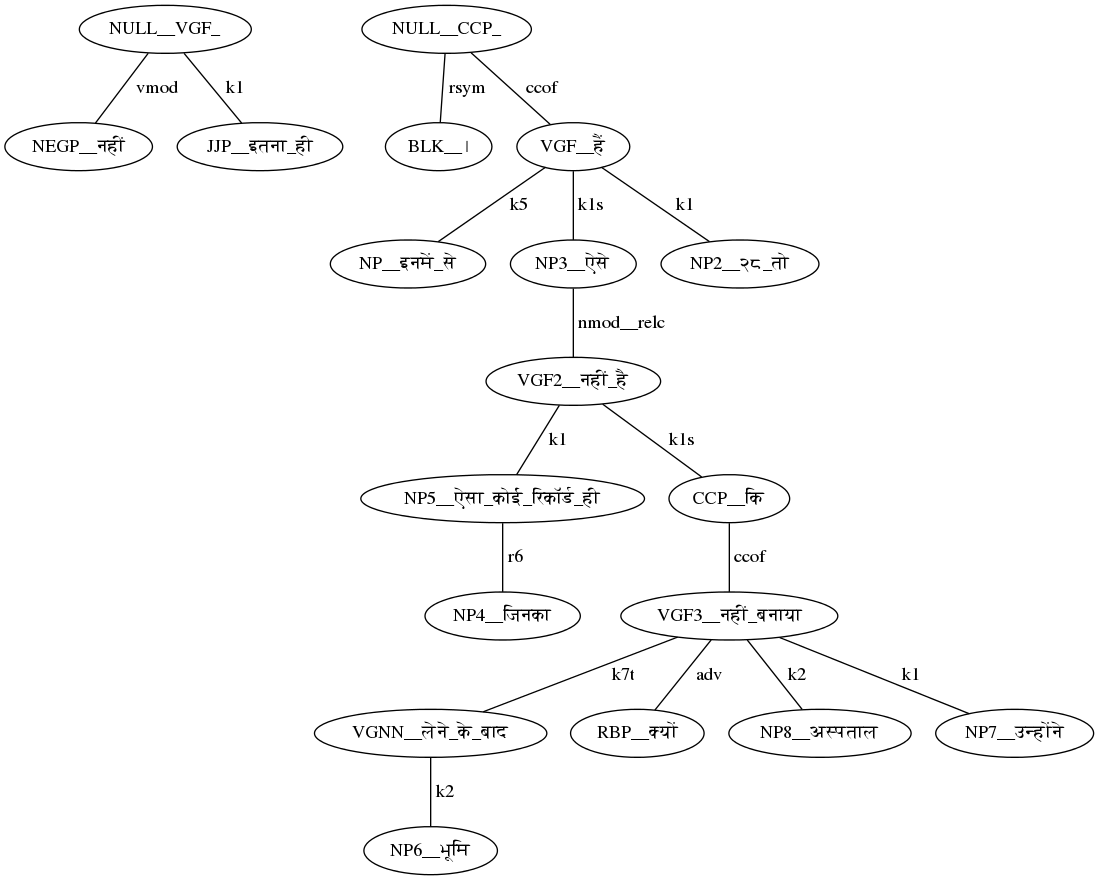 NULL__VGF_ NULL__CCP_
vmod k1 rsym ccof
NEGP__नहीं JJP__इतना_ही BLK__। VGF__हैं
k5 k1s k1
NP__इनमें_से NP3__ऐसे NP2__२८_तो
nmod__relc
VGF2__नहीं_है
k1 k1s
NP5__ऐसा_कोई_रिकॉर्ड_ही CCP__कि
r6 ccof
NP4__जिनका VGF3__नहीं_बनाया
k7t adv k2 k1
VGNN__लेने_के_बाद RBP__क्यों NP8__अस्पताल NP7__उन्होंने
k2
NP6__भूमि